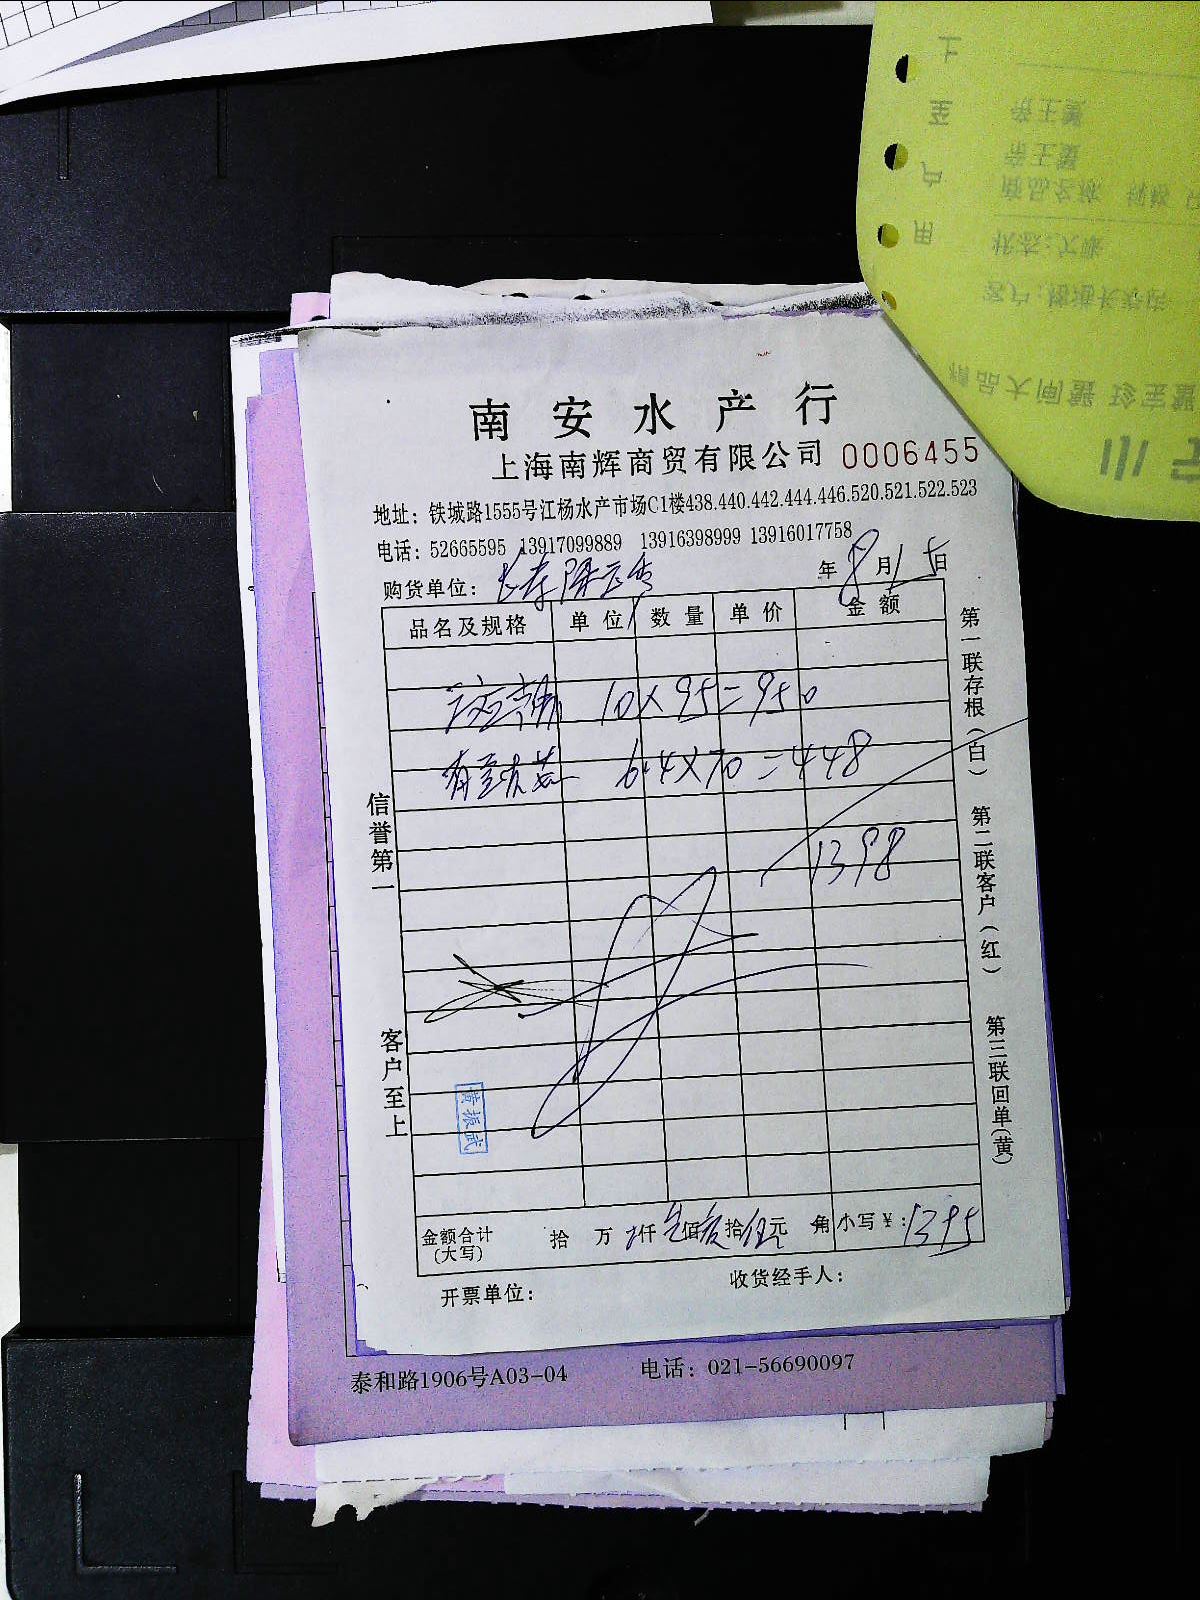 南安水产行
上海南辉商贸有限公司 0006455
地址：铁城路1555号江杨水产市场C1楼438.440.442.444.446.520.521.522.523
电话：52665595 13917099889 13916398999 13916017758
购货单位： 年8月15日
品名及规格 单位 数量 单价 金额
10×95=950
6.4×70=448
1398
信誉第一
客户至上
第一联存根（白）
第二联客户（红）
第三联回单（黄）
黄振武
金额合计（大写） 拾 万 仟 佰 拾 元 角 小写￥：1395
开票单位： 收货经手人：
泰和路1906号A03-04 电话：021-56690097